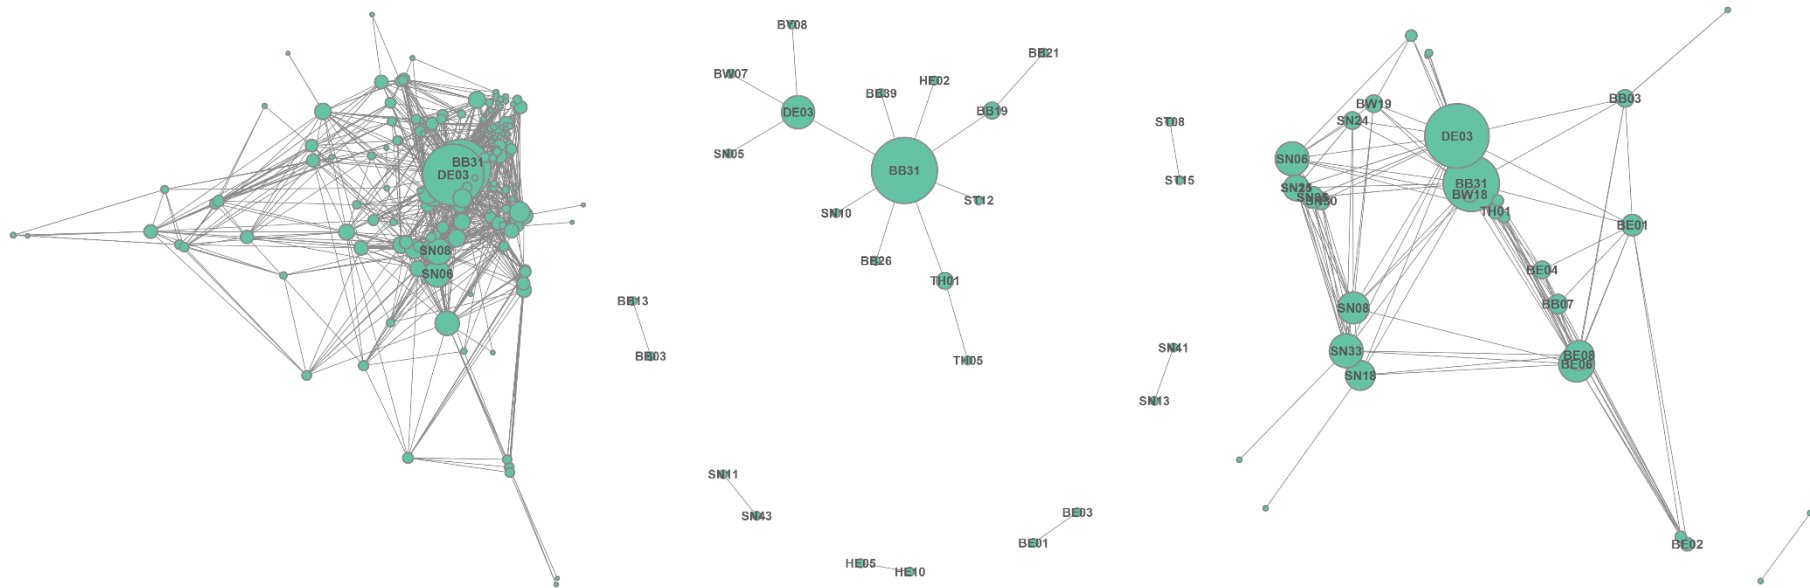 BB31
DE03
SN08
SN06
BY08
BW07
DE03
SN05
BB39
HE02
BB19
BB21
BB31
SN10
ST12
BB26
TH01
TH05
ST08
ST15
BB13
BB03
SN41
SN13
SN11
SN43
BE03
BE01
HE05
HE10
BB03
BW19
SN24
DE03
SN06
BB31
BW18
TH01
BE01
BE04
BB07
SN08
SN33
SN18
BE08
BE06
BE02